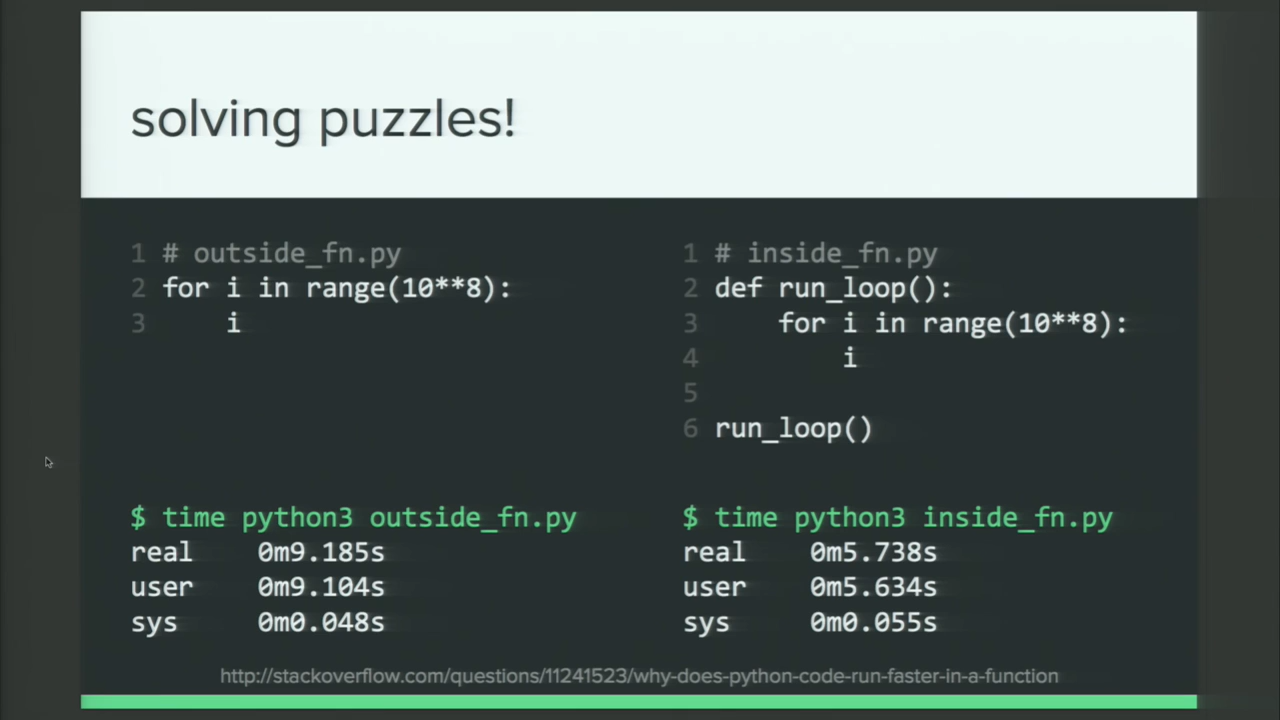 solving puzzles!
1 # outside_fn.py
2 for i in range(10**8):
3     i
1 # inside_fn.py
2 def run_loop():
3     for i in range(10**8):
4         i
5
6 run_loop()
$ time python3 outside_fn.py
real    0m9.185s
user    0m9.104s
sys     0m0.048s
$ time python3 inside_fn.py
real    0m5.738s
user    0m5.634s
sys     0m0.055s
http://stackoverflow.com/questions/11241523/why-does-python-code-run-faster-in-a-function